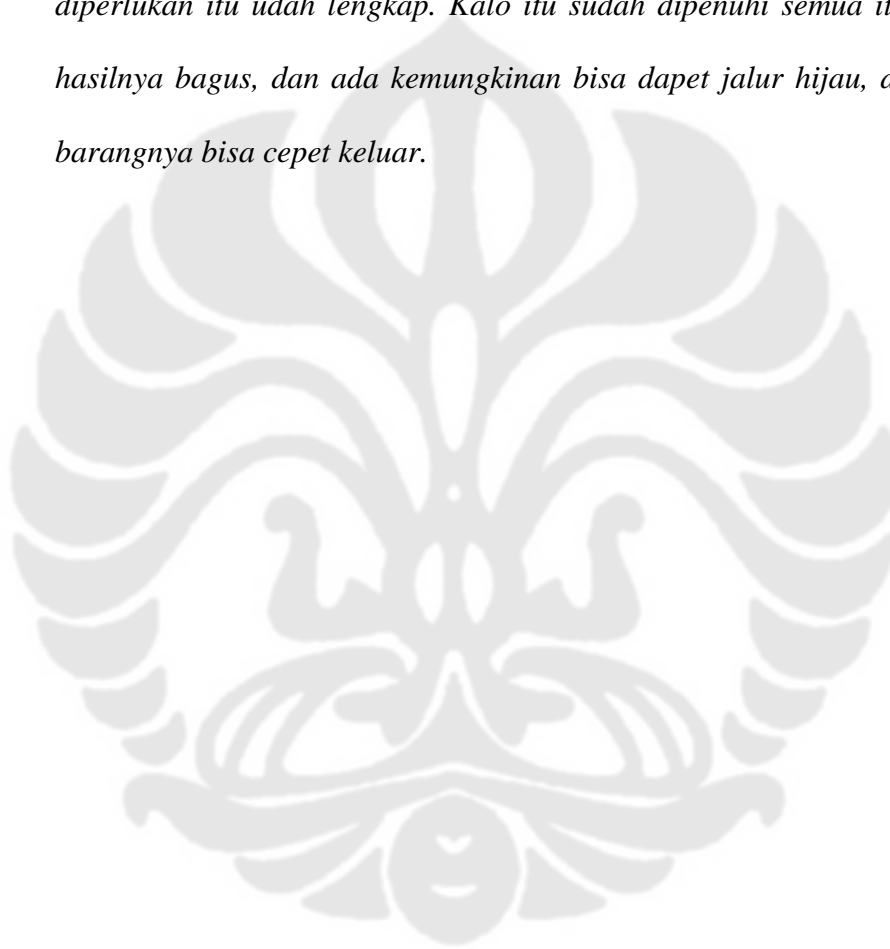 diperlukan itu udah lengkap. Kalo itu sudah dipenuhi semua
hasilnya bagus, dan ada kemungkinan bisa dapet jalur hijau,
barangnya bisa cepet keluar.